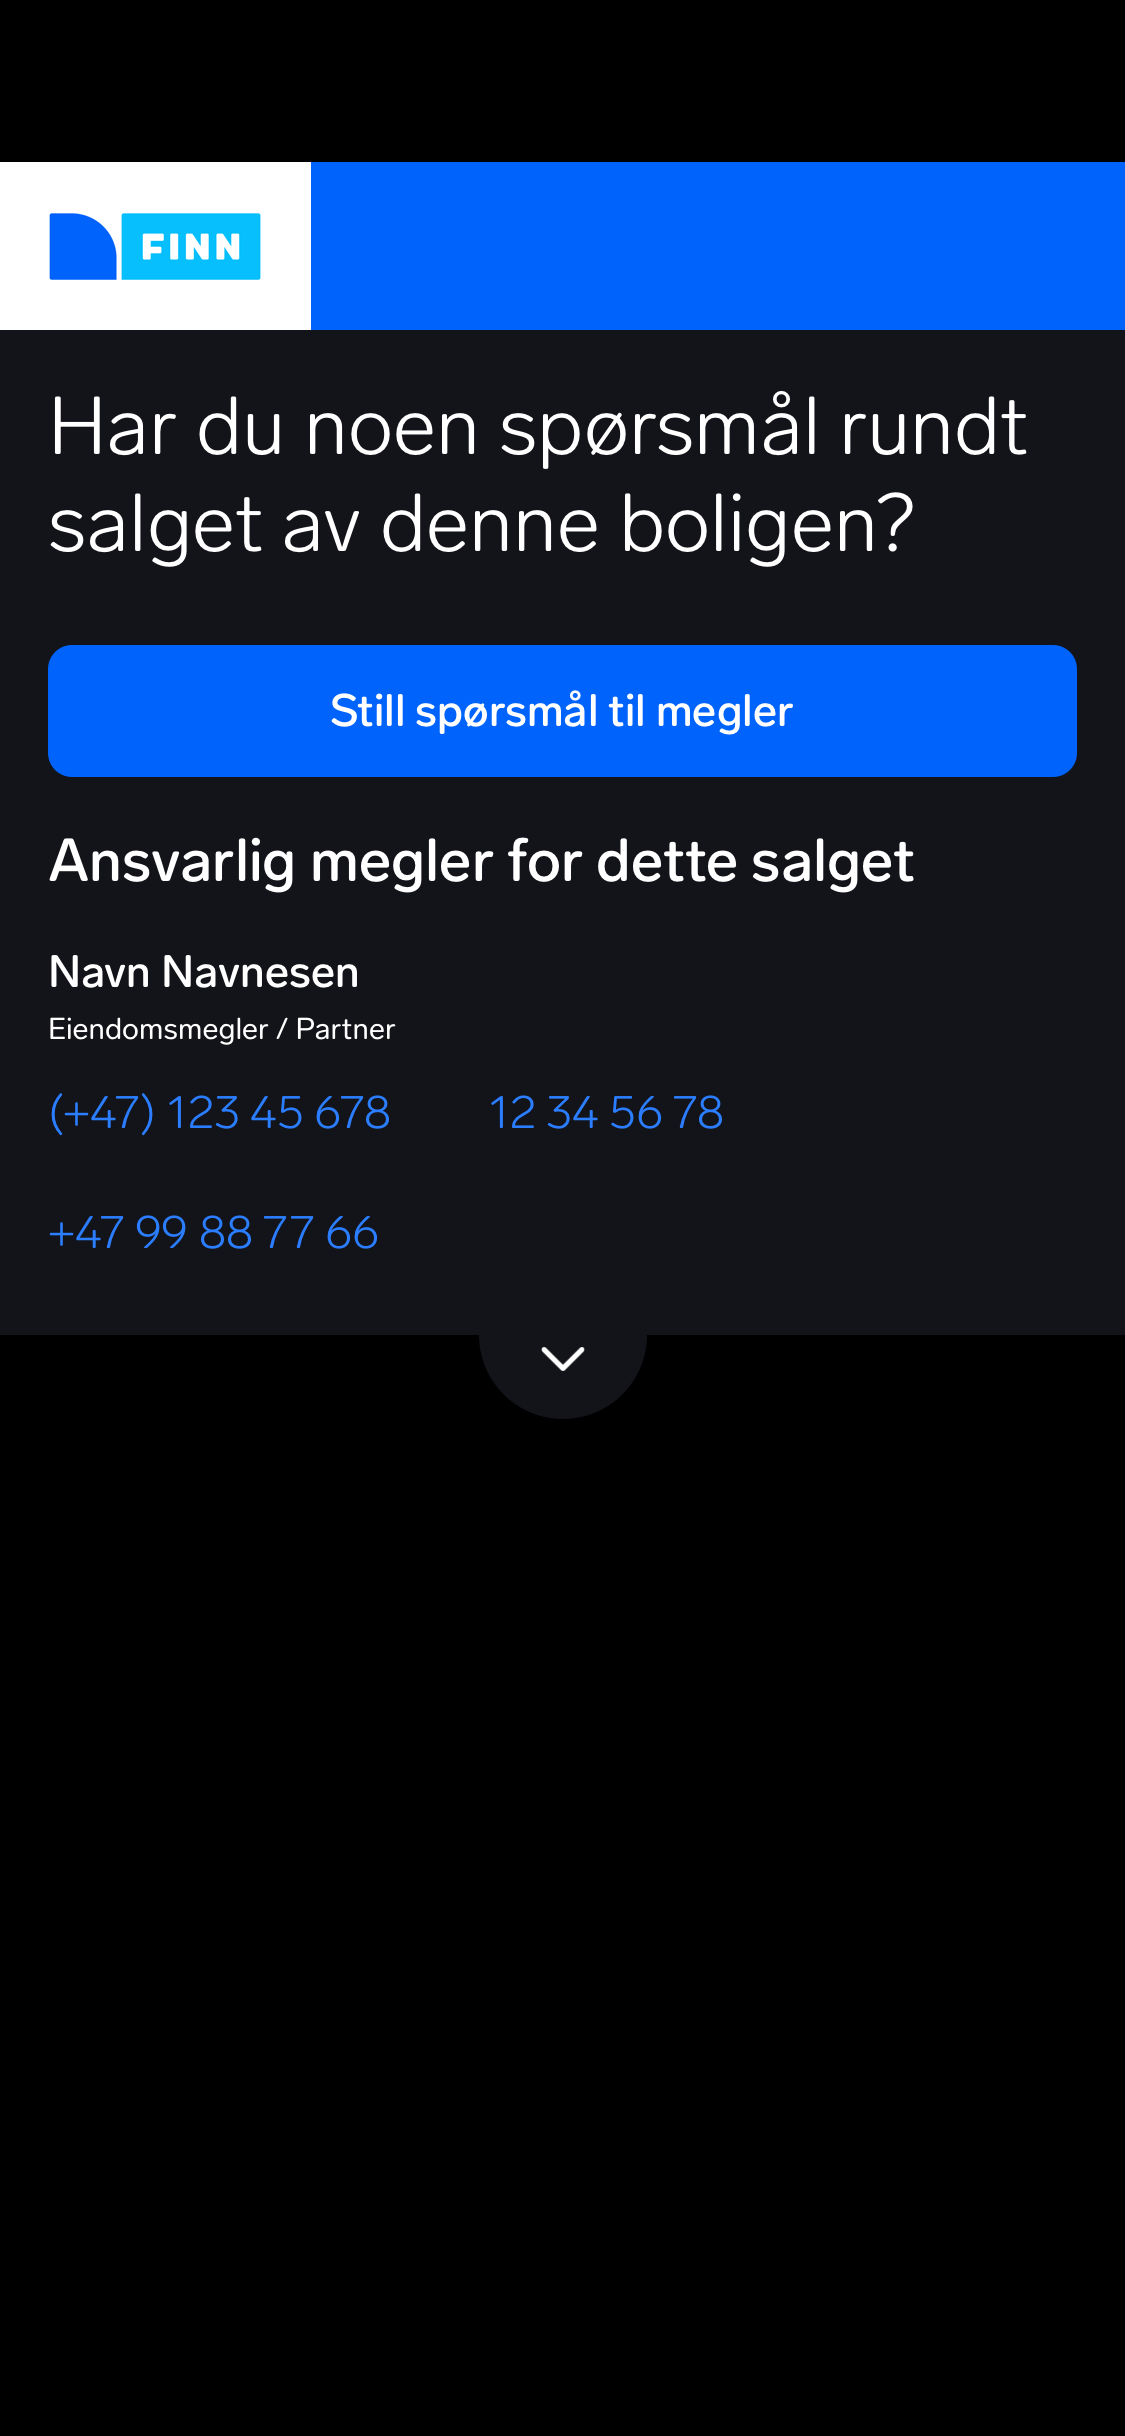 FINN
Har du noen spørsmål rundt
salget av denne boligen?
Still spørsmål til megler
Ansvarlig megler for dette salget
Navn Navnesen
Eiendomsmegler / Partner
(+47) 123 45 678 12 34 56 78
+47 99 88 77 66